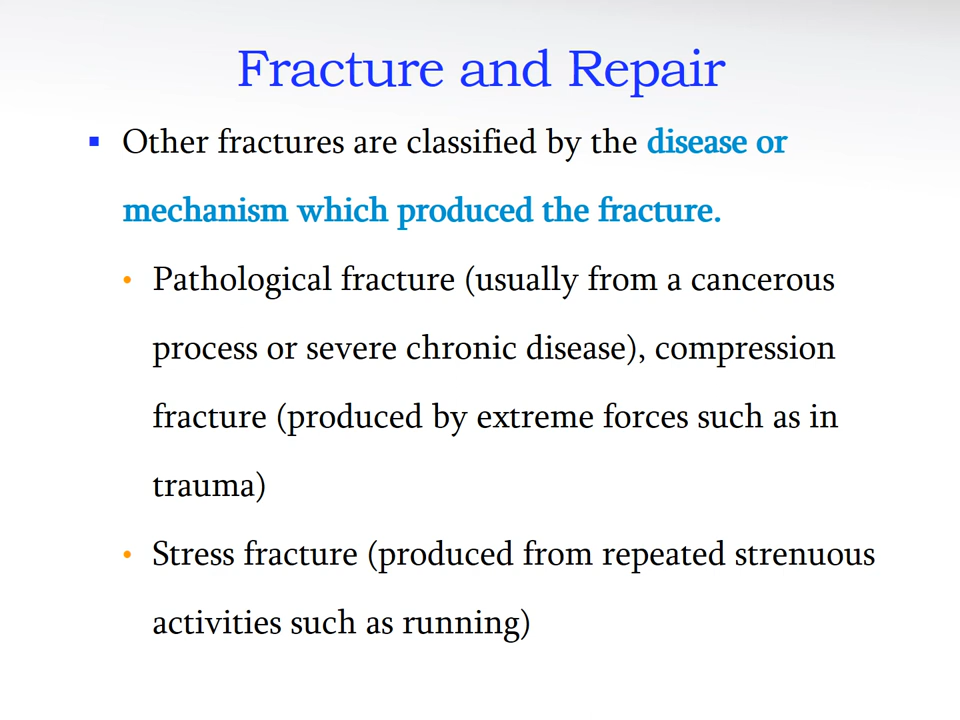 Fracture and Repair
▪ Other fractures are classified by the disease or
mechanism which produced the fracture.
• Pathological fracture (usually from a cancerous
process or severe chronic disease), compression
fracture (produced by extreme forces such as in
trauma)
• Stress fracture (produced from repeated strenuous
activities such as running)